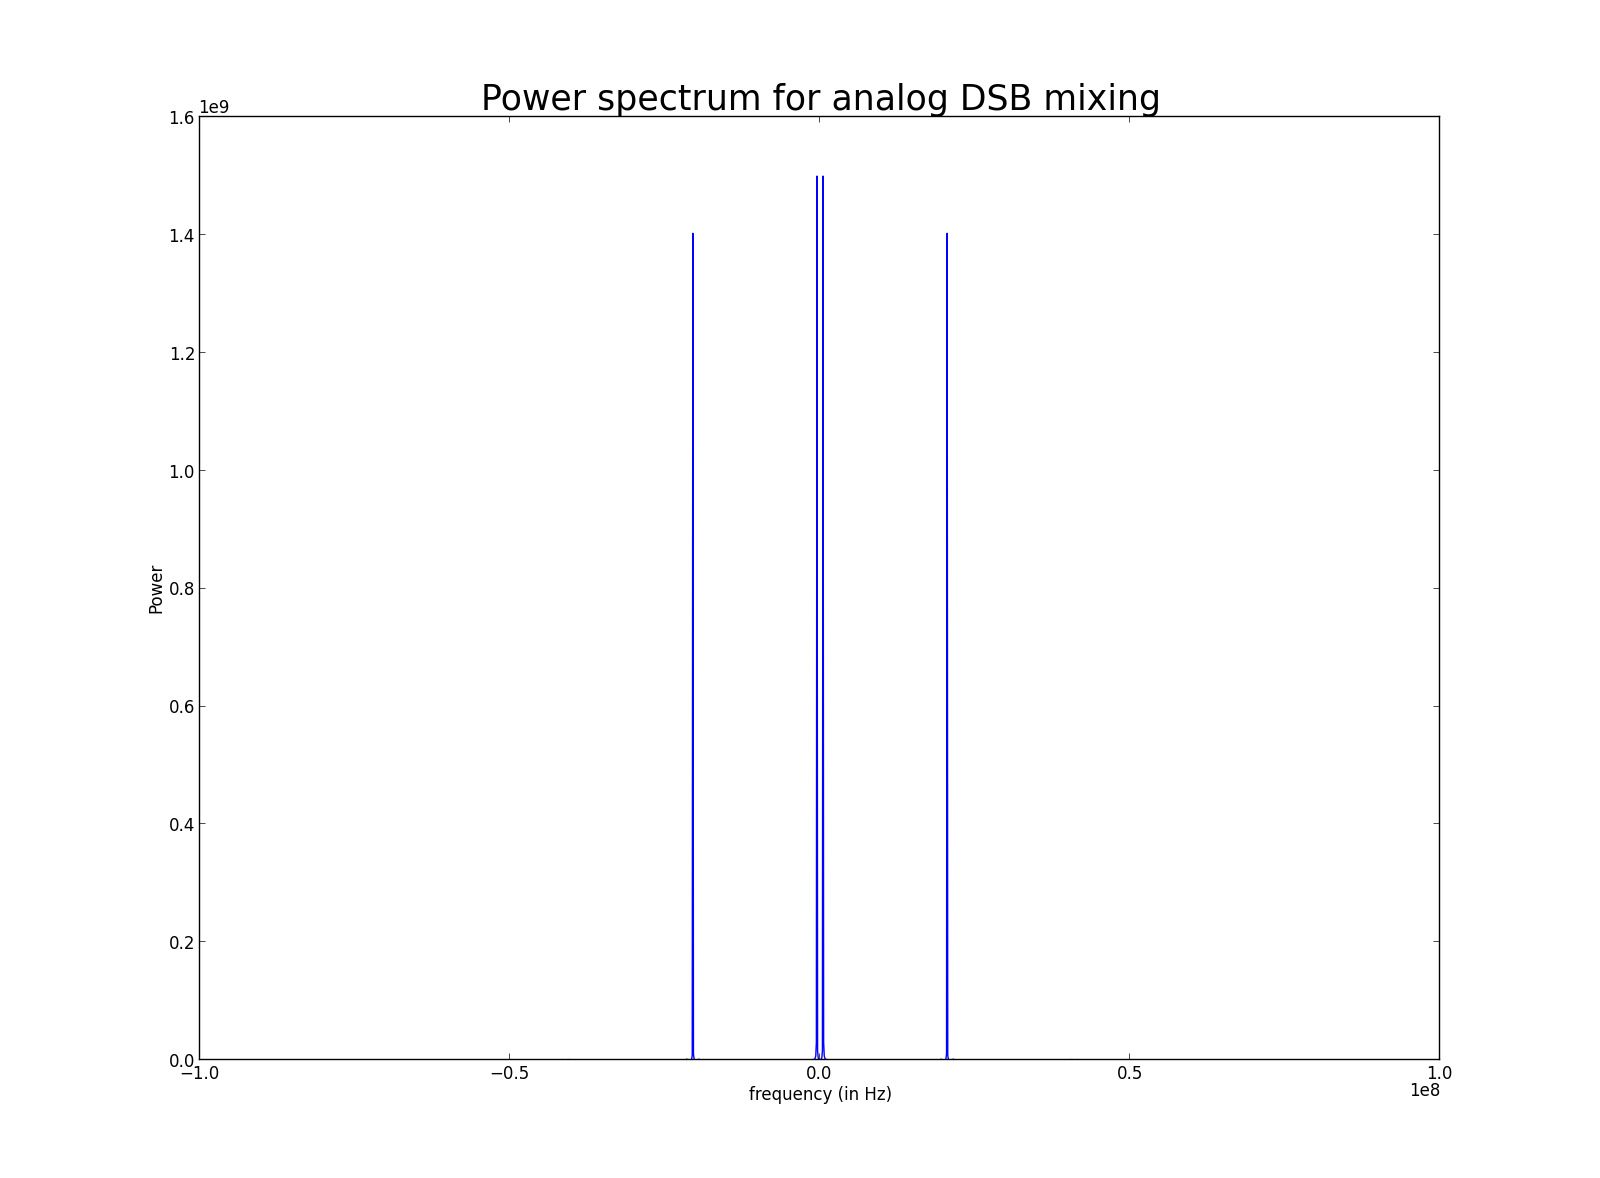 Power spectrum for analog DSB mixing
1e9
1.6
1.4
1.2
1.0
0.8
0.6
0.4
0.2
0.0
Power
−1.0 −0.5 0.0 0.5 1.0
1e8
frequency (in Hz)